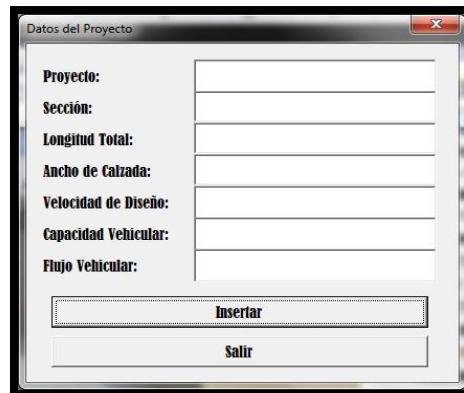 Datos del Proyecto
Proyecto:
Sección:
Longitud Total:
Ancho de Calzada:
Velocidad de Diseño:
Capacidad Vehicular:
Flujo Vehicular:
Insertar
Salir